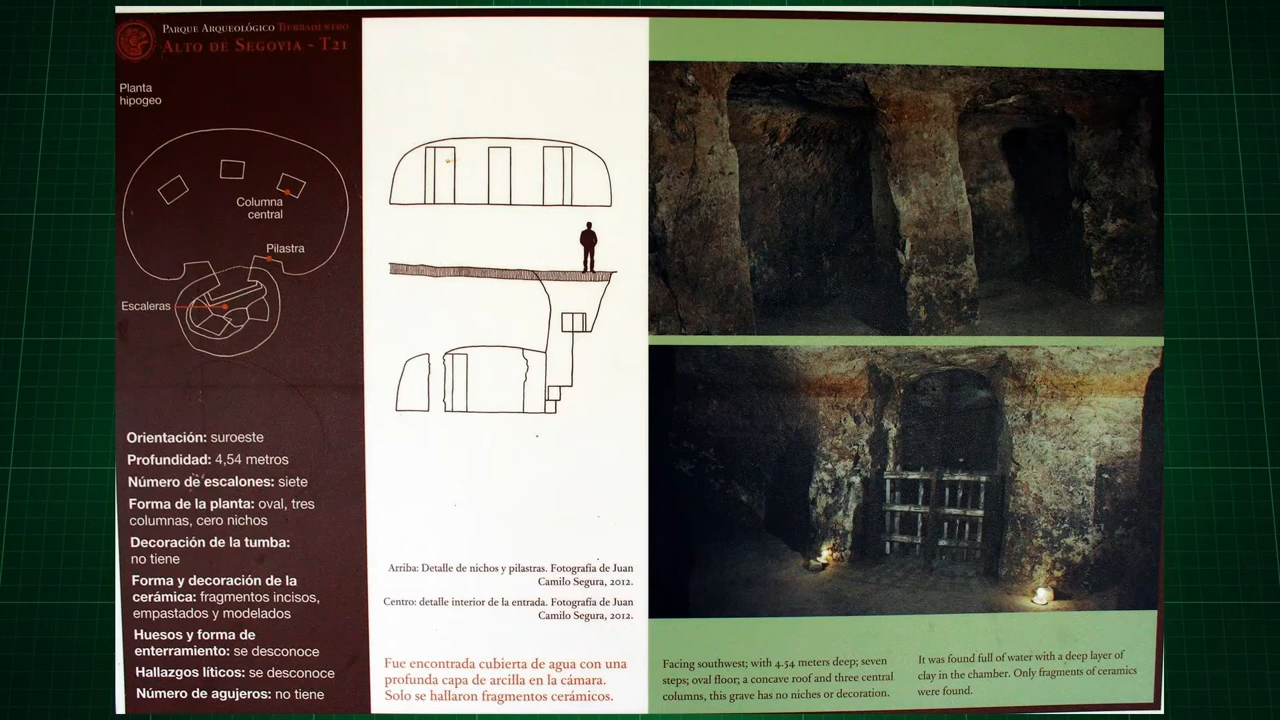 PARQUE ARQUEOLÓGICO TIERRADENTRO
ALTO DE SEGOVIA - T21
Planta
hipogeo
Columna
central
Pilastra
Escaleras
Orientación: suroeste
Profundidad: 4,54 metros
Número de escalones: siete
Forma de la planta: oval, tres
columnas, cero nichos
Decoración de la tumba:
no tiene
Forma y decoración de la
cerámica: fragmentos incisos,
empastados y modelados
Huesos y forma de
enterramiento: se desconoce
Hallazgos líticos: se desconoce
Número de agujeros: no tiene
Arriba: Detalle de nichos y pilastras. Fotografía de Juan
Camilo Segura, 2012.
Centro: detalle interior de la entrada. Fotografía de Juan
Camilo Segura, 2012.
Fue encontrada cubierta de agua con una
profunda capa de arcilla en la cámara.
Solo se hallaron fragmentos cerámicos.
Facing southwest; with 4.54 meters deep; seven
steps; oval floor; a concave roof and three central
columns, this grave has no niches or decoration.
It was found full of water with a deep layer of
clay in the chamber. Only fragments of ceramics
were found.